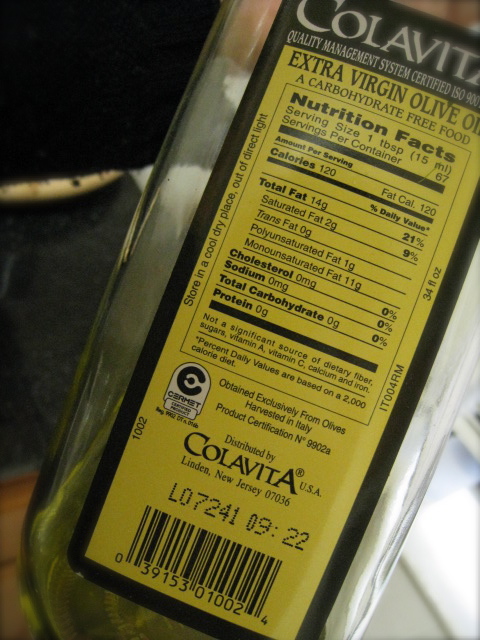 COLAVITA
QUALITY MANAGEMENT SYSTEM CERTIFIED ISO 900
EXTRA VIRGIN OLIVE OI
A CARBOHYDRATE FREE FOOD
Nutrition Facts
Serving Size 1 tbsp (15 ml)
Servings Per Container 67
Amount Per Serving
Calories 120 Fat Cal. 120
% Daily Value*
Total Fat 14g 21%
Saturated Fat 2g 9%
Trans Fat 0g
Polyunsaturated Fat 1g
Monounsaturated Fat 11g
Cholesterol 0mg 0%
Sodium 0mg 0%
Total Carbohydrate 0g 0%
Protein 0g
Not a significant source of dietary fiber,
sugars, vitamin A, vitamin C, calcium and iron.
*Percent Daily Values are based on a 2,000
calorie diet.
Store in a cool dry place, out of direct light
34 fl oz
IT004RM
1002
CERMET
CERTIFIED
PRODUCT
Obtained Exclusively From Olives
Harvested in Italy
Product Certification N° 9902a
Distributed by
COLAVITA® U.S.A.
Linden, New Jersey 07036
L07241 09:22
0 39153 01002 4